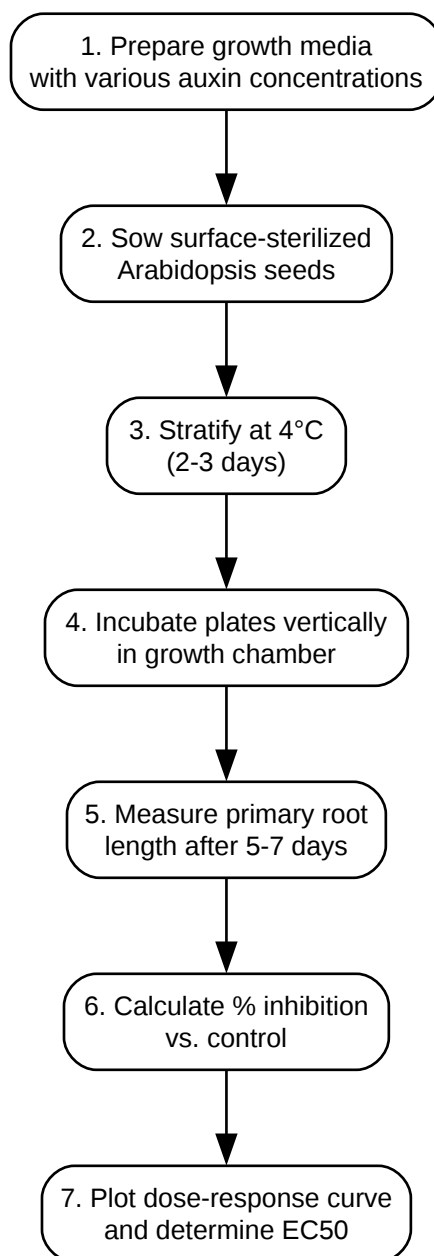 1. Prepare growth media
with various auxin concentrations
2. Sow surface-sterilized
Arabidopsis seeds
3. Stratify at 4°C
(2-3 days)
4. Incubate plates vertically
in growth chamber
5. Measure primary root
length after 5-7 days
6. Calculate % inhibition
vs. control
7. Plot dose-response curve
and determine EC50